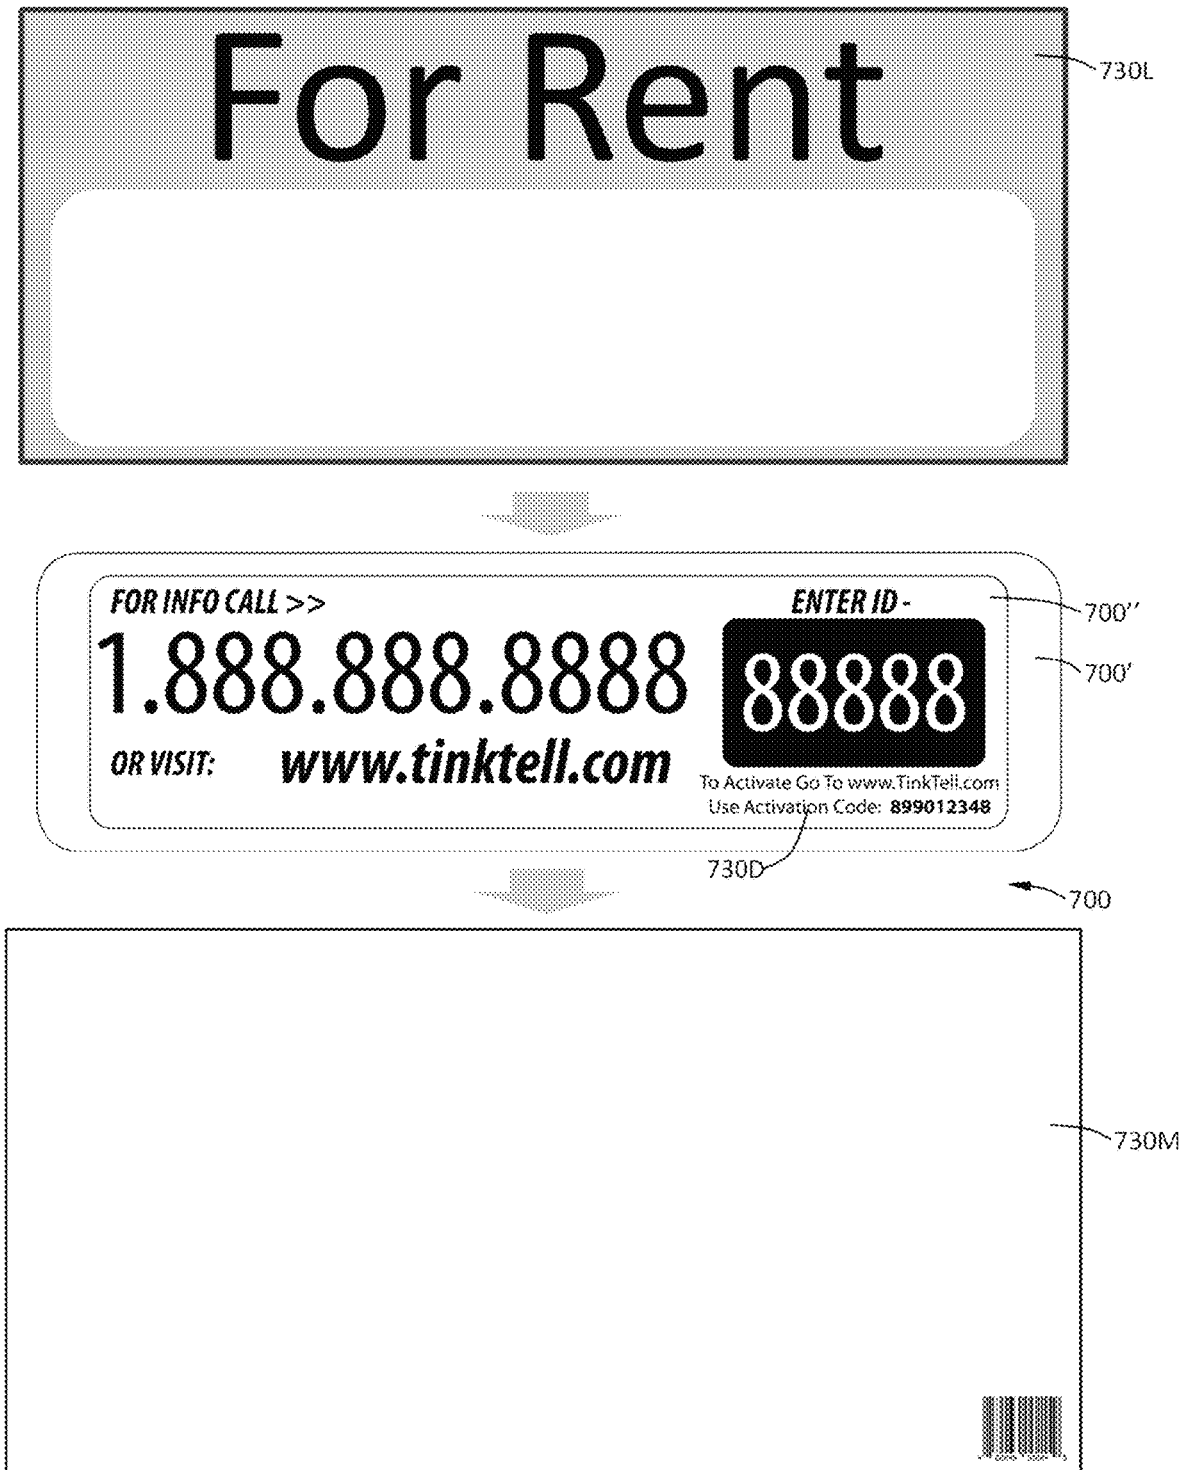 For Rent
730L
FOR INFO CALL >>
ENTER ID -
700''
1.888.888.8888
88888
700'
OR VISIT:
www.tinktell.com
To Activate Go To www.TinkTell.com
Use Activation Code: 899012348
730D
700
730M